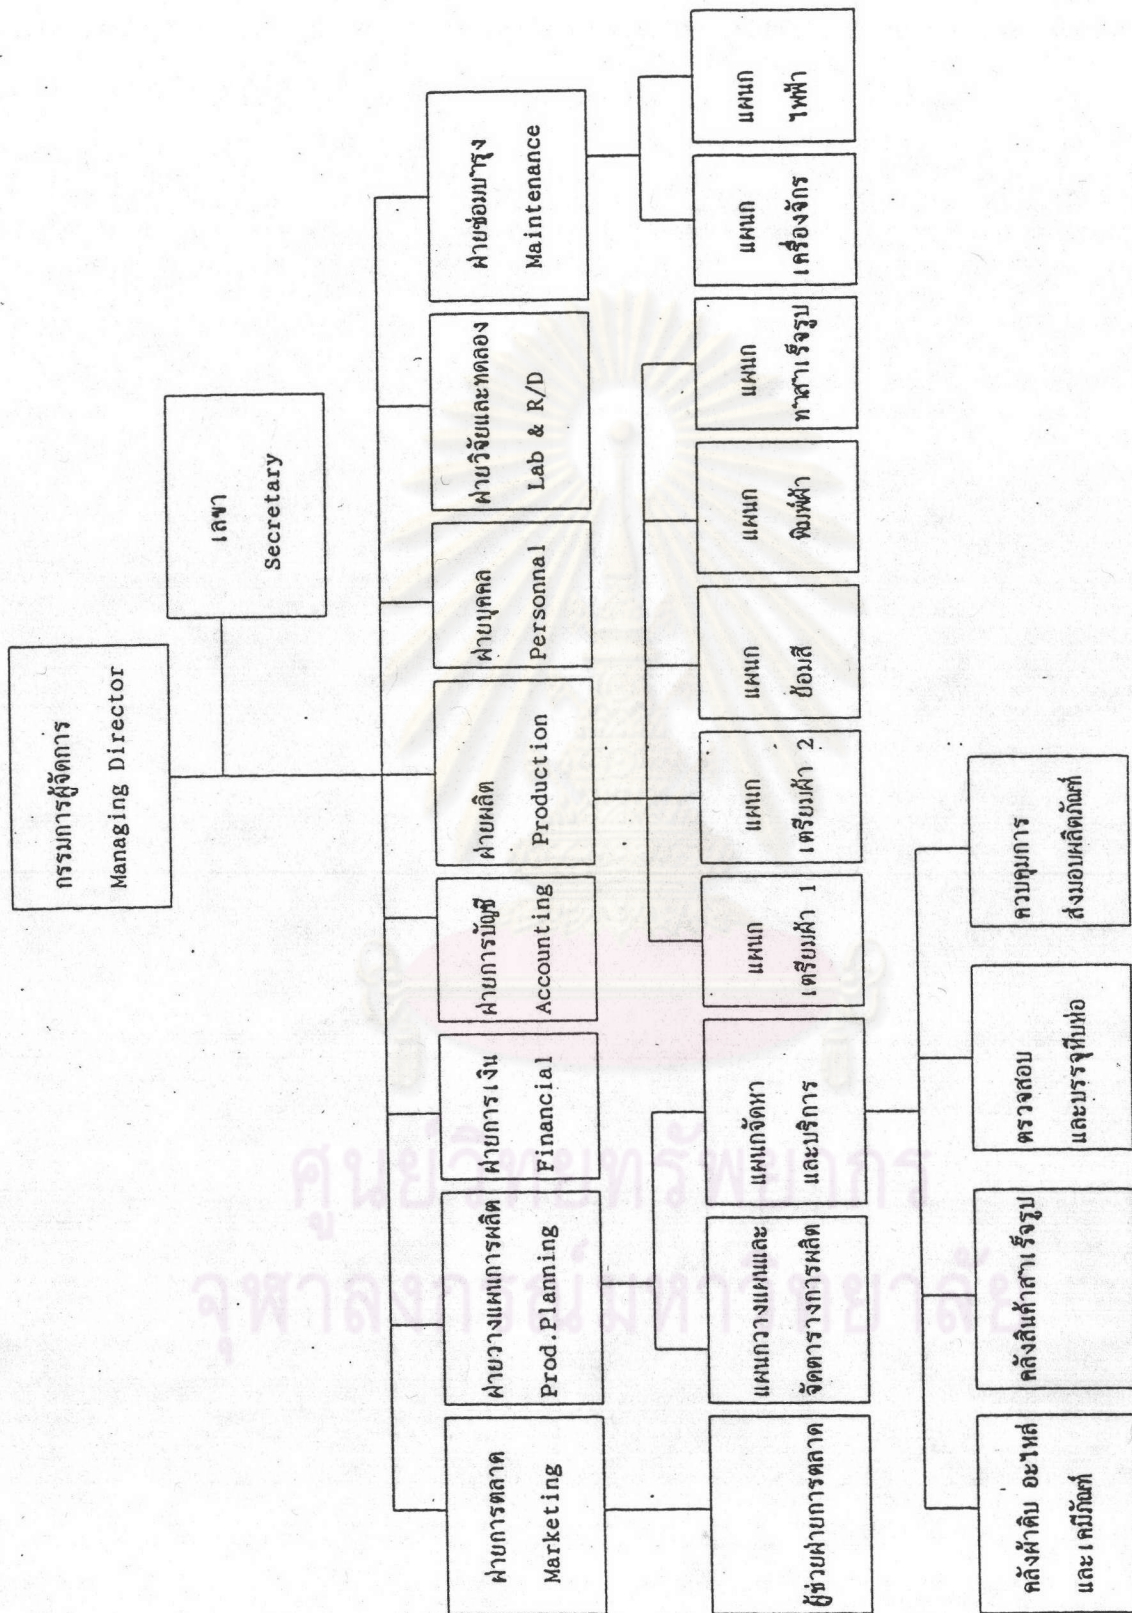 กรรมการผู้จัดการ
Managing Director
เลขา
Secretary
ฝ่ายการตลาด
Marketing
ฝ่ายวางแผนการผลิต
Prod.Planning
ฝ่ายการเงิน
Financial
ฝ่ายการบัญชี
Accounting
ฝ่ายผลิต
Production
ฝ่ายบุคคล
Personnal
ฝ่ายวิจัยและทดลอง
Lab & R/D
ฝ่ายซ่อมบำรุง
Maintenance
ผู้ช่วยฝ่ายการตลาด
แผนกวางแผนและ
จัดตารางการผลิต
แผนกจัดหา
และบริการ
แผนก
เตรียมผ้า 1
แผนก
เตรียมผ้า 2
แผนก
ย้อมสี
แผนก
พิมพ์ผ้า
แผนก
ทำสำเร็จรูป
แผนก
เครื่องจักร
แผนก
ไฟฟ้า
คลังผ้าดิบ อะไหล่
และเคมีภัณฑ์
คลังสินค้าสำเร็จรูป
ตรวจสอบ
และบรรจุหีบห่อ
ควบคุมการ
ส่งมอบผลิตภัณฑ์
ศูนย์วิทยทรัพยากร
จุฬาลงกรณ์มหาวิทยาลัย